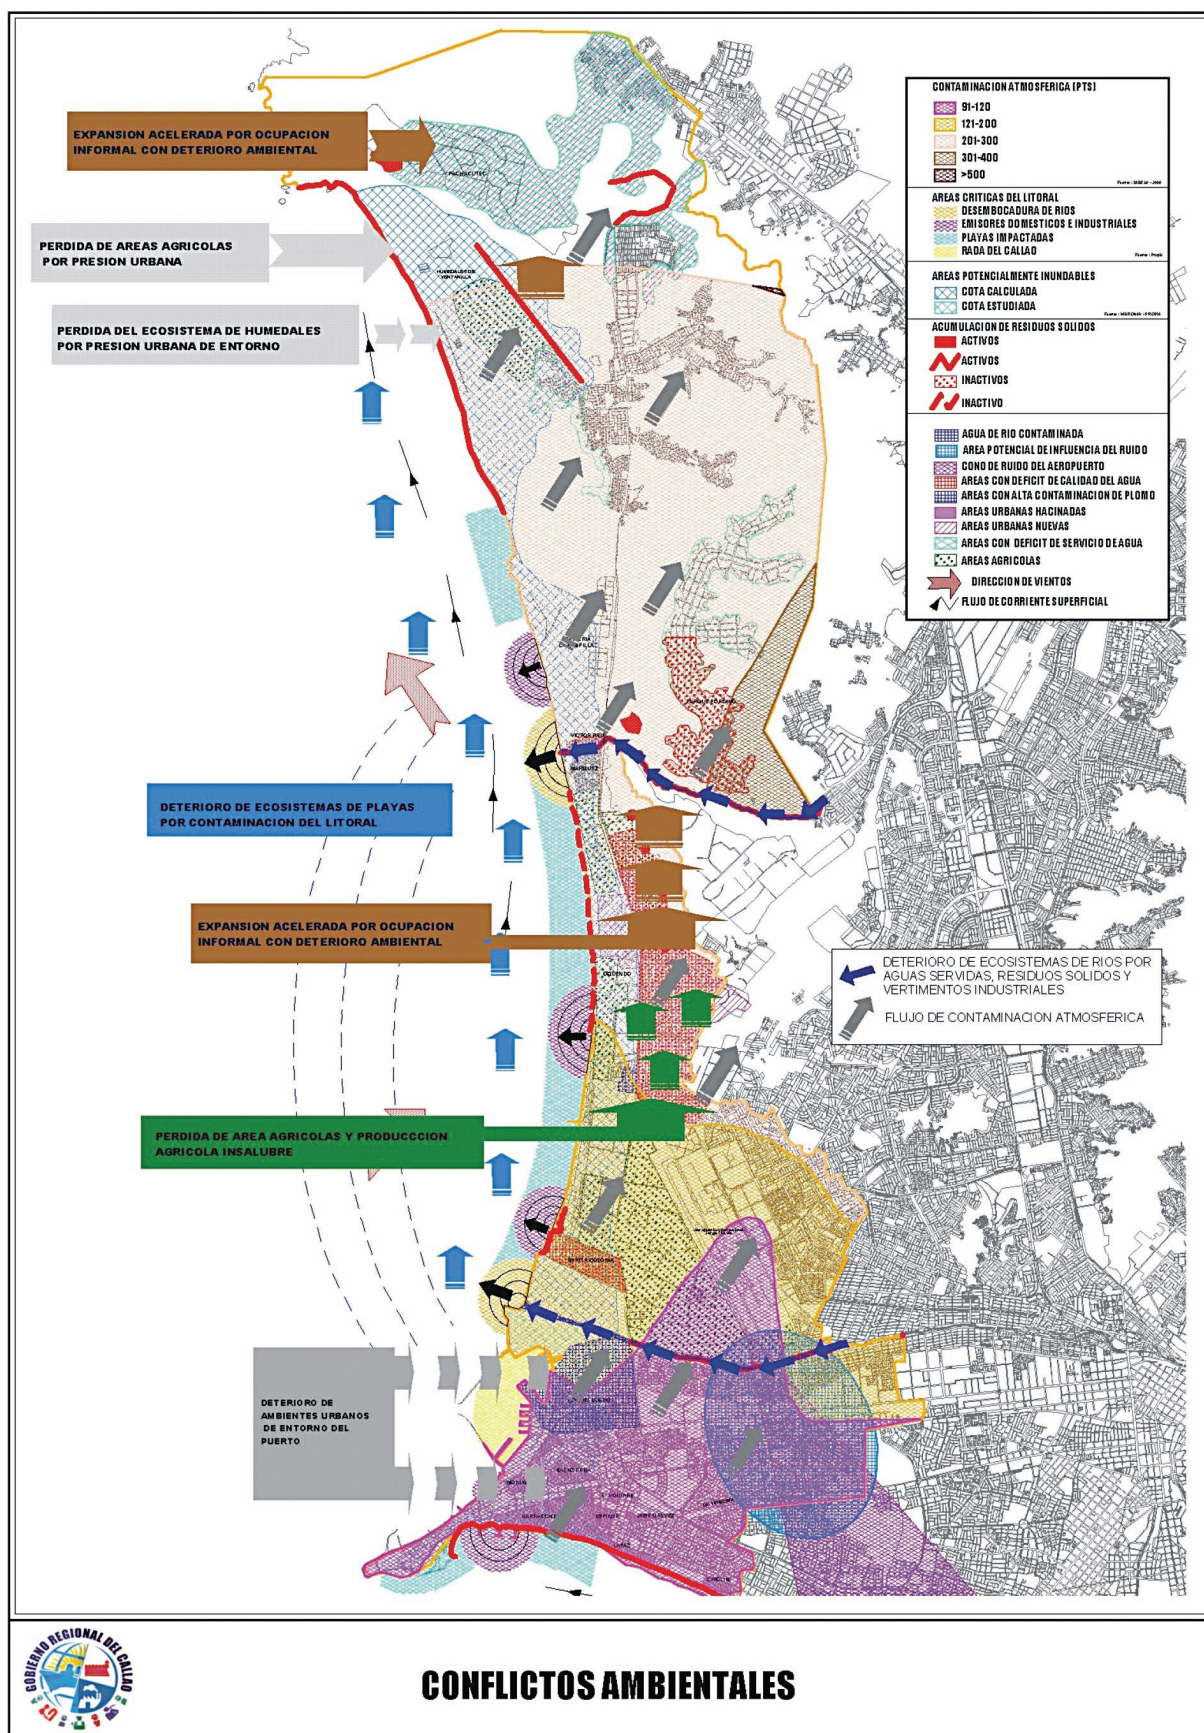 EXPANSION ACELERADA POR OCUPACION
INFORMAL CON DETERIORO AMBIENTAL
PERDIDA DE AREAS AGRICOLAS
POR PRESION URBANA
PERDIDA DEL ECOSISTEMA DE HUMEDALES
POR PRESION URBANA DE ENTORNO
PACHACUTEC
HUMEDALES DE
VENTANILLA
CONTAMINACION ATMOSFERICA (PTS)
91-120
121-200
201-300
301-400
>500
AREAS CRITICAS DEL LITORAL
DESEMBOCADURA DE RIOS
EMISORES DOMESTICOS E INDUSTRIALES
PLAYAS IMPACTADAS
RADA DEL CALLAO
AREAS POTENCIALMENTE INUNDABLES
COTA CALCULADA
COTA ESTUDIADA
ACUMULACION DE RESIDUOS SOLIDOS
ACTIVOS
ACTIVOS
INACTIVOS
INACTIVO
AGUA DE RIO CONTAMINADA
AREA POTENCIAL DE INFLUENCIA DEL RUIDO
CONO DE RUIDO DEL AEROPUERTO
AREAS CON DEFICIT DE CALIDAD DEL AGUA
AREAS CON ALTA CONTAMINACION DE PLOMO
AREAS URBANAS HACINADAS
AREAS URBANAS NUEVAS
AREAS CON DEFICIT DE SERVICIO DE AGUA
AREAS AGRICOLAS
DIRECCION DE VIENTOS
FLUJO DE CORRIENTE SUPERFICIAL
MARQUEZ
DETERIORO DE ECOSISTEMAS DE PLAYAS
POR CONTAMINACION DEL LITORAL
EXPANSION ACELERADA POR OCUPACION
INFORMAL CON DETERIORO AMBIENTAL
OQUENDO
DETERIORO DE ECOSISTEMAS DE RIOS POR
AGUAS SERVIDAS, RESIDUOS SOLIDOS Y
VERTIMENTOS INDUSTRIALES
FLUJO DE CONTAMINACION ATMOSFERICA
PERDIDA DE AREA AGRICOLAS Y PRODUCCCION
AGRICOLA INSALUBRE
DETERIORO DE
AMBIENTES URBANOS
DE ENTORNO DEL
PUERTO
GOBIERNO REGIONAL DEL CALLAO
CONFLICTOS AMBIENTALES